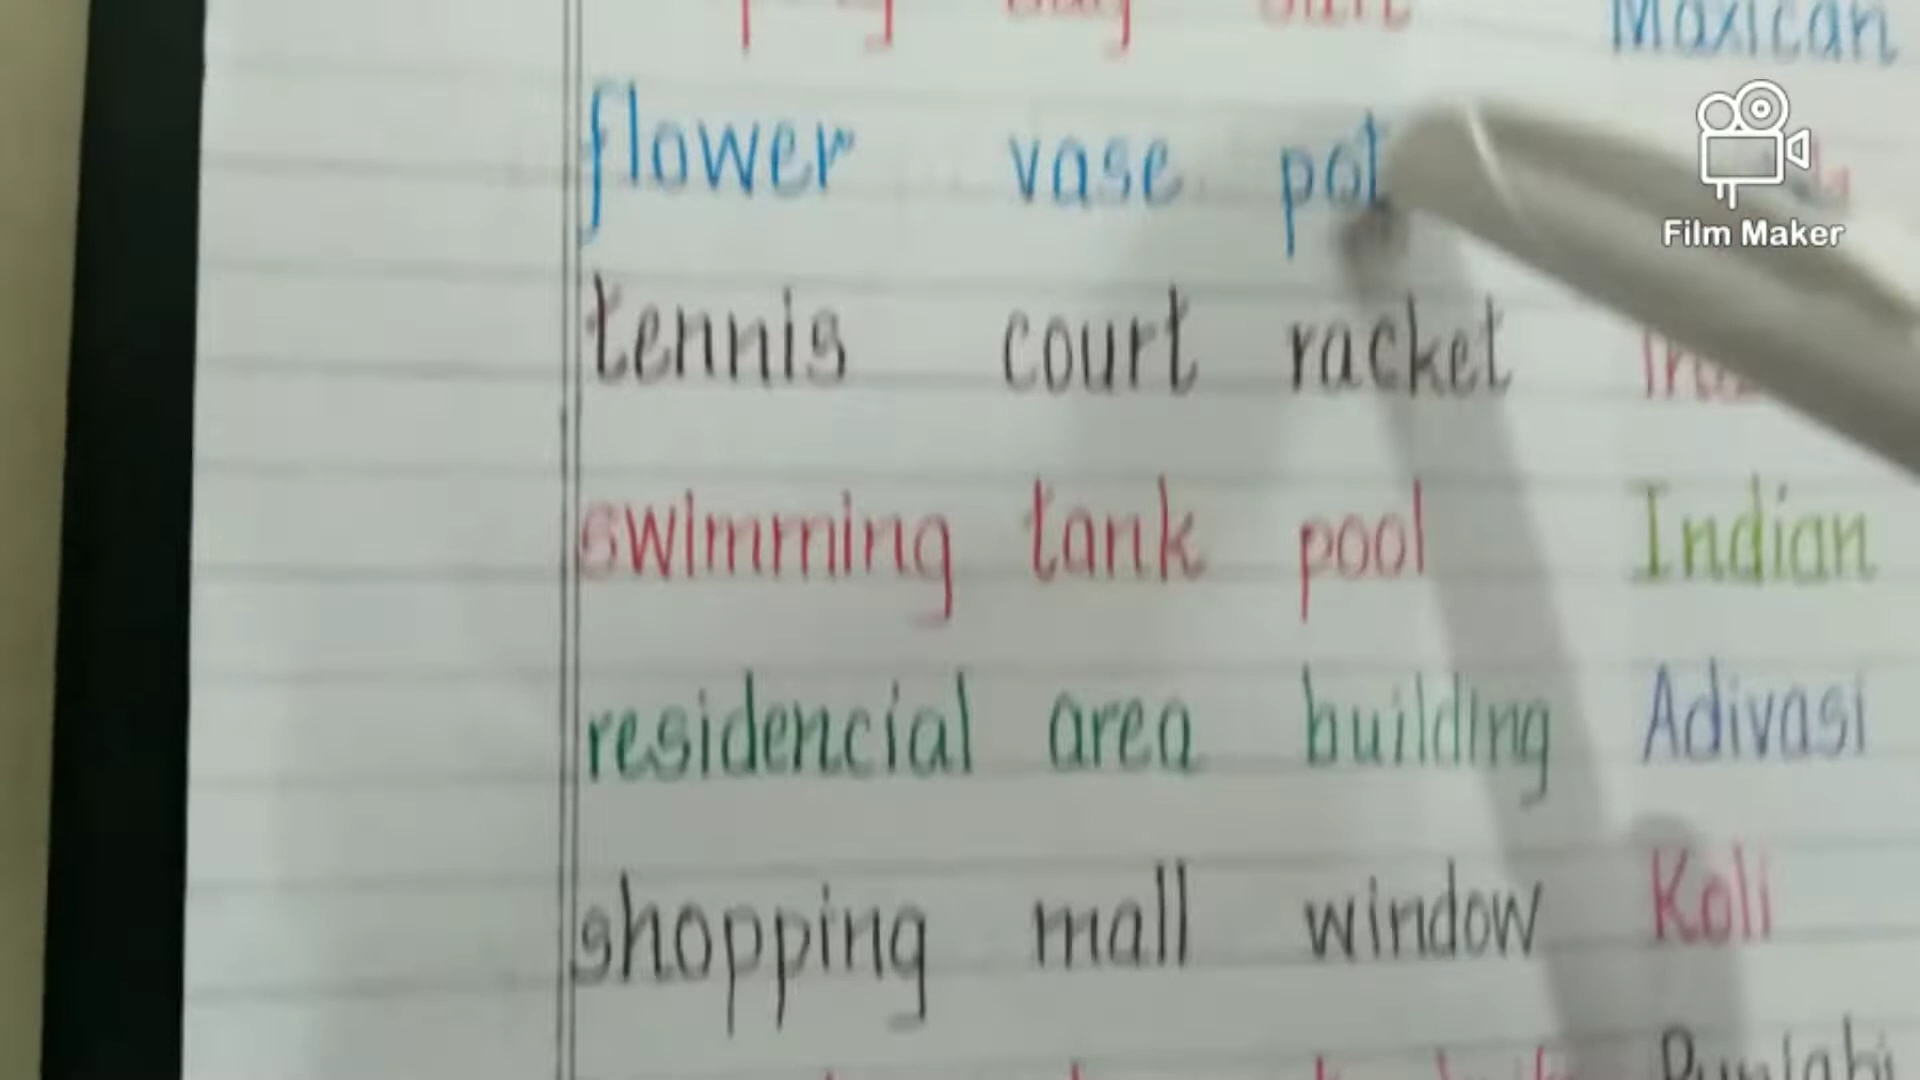 Maxican
flower vase pot
Film Maker
tennis court racket
swimming tank pool Indian
residencial area building Adivasi
shopping mall window Koli
Punjabi